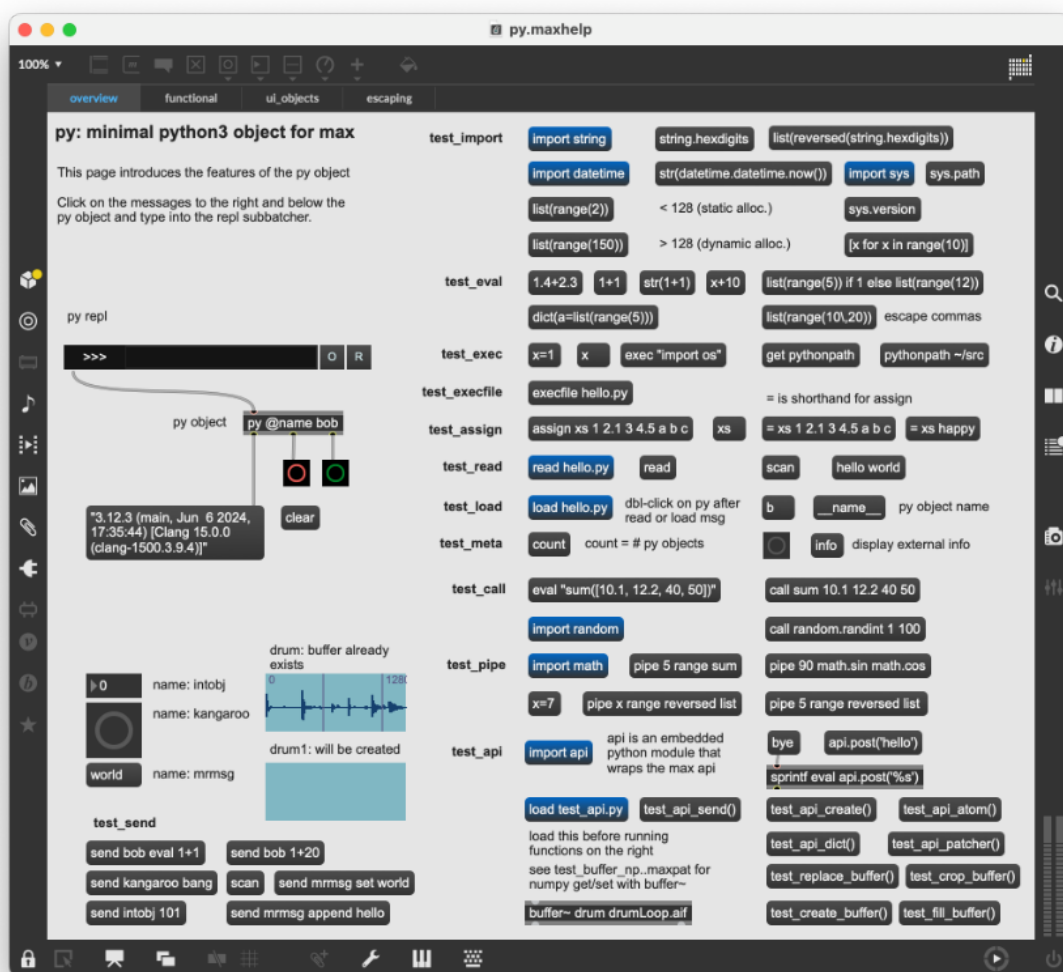 py.maxhelp
100%
overview functional ui_objects escaping
py: minimal python3 object for max
This page introduces the features of the py object
Click on the messages to the right and below the
py object and type into the repl subbatcher.
py repl
>>> O R
py object py @name bob
"3.12.3 (main, Jun 6 2024,
17:35:44) [Clang 15.0.0
(clang-1500.3.9.4)]"
clear
0 name: intobj
name: kangaroo
world name: mrmsg
drum: buffer already
exists
0 128
drum1: will be created
test_send
send bob eval 1+1 send bob 1+20
send kangaroo bang scan send mrmsg set world
send intobj 101 send mrmsg append hello
test_import import string string.hexdigits list(reversed(string.hexdigits))
import datetime str(datetime.datetime.now()) import sys sys.path
list(range(2)) < 128 (static alloc.) sys.version
list(range(150)) > 128 (dynamic alloc.) [x for x in range(10)]
test_eval 1.4+2.3 1+1 str(1+1) x+10 list(range(5)) if 1 else list(range(12))
dict(a=list(range(5))) list(range(10\,20)) escape commas
test_exec x=1 x exec "import os" get pythonpath pythonpath ~/src
test_execfile execfile hello.py = is shorthand for assign
test_assign assign xs 1 2.1 3 4.5 a b c xs = xs 1 2.1 3 4.5 a b c = xs happy
test_read read hello.py read scan hello world
test_load load hello.py dbl-click on py after
read or load msg
b __name__ py object name
test_meta count count = # py objects info display external info
test_call eval "sum([10.1, 12.2, 40, 50])" call sum 10.1 12.2 40 50
import random call random.randint 1 100
test_pipe import math pipe 5 range sum pipe 90 math.sin math.cos
x=7 pipe x range reversed list pipe 5 range reversed list
test_api import api api is an embedded
python module that
wraps the max api
bye api.post('hello')
sprintf eval api.post('%s')
load test_api.py test_api_send() test_api_create() test_api_atom()
load this before running
functions on the right
test_api_dict() test_api_patcher()
see test_buffer_np..maxpat for
numpy get/set with buffer~
test_replace_buffer() test_crop_buffer()
buffer~ drum drumLoop.aif test_create_buffer() test_fill_buffer()